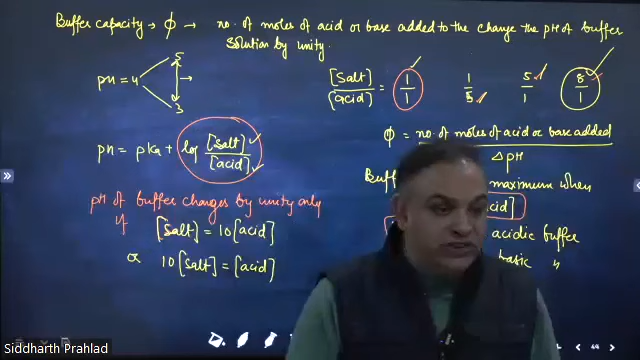 Buffer capacity → ϕ → no. of moles of acid or base added to the change the pH of buffer
solution by unity.
pH = 4
5
3
[Salt]/[acid] = 1/1 1/5 5/1 8/1
pH = pKa + log [Salt]/[acid]
ϕ = no. of moles of acid or base added / ΔpH
Buff maximum when
acid]
acidic buffer
basic "
pH of buffer changes by unity only
if
[Salt] = 10[acid]
or 10[Salt] = [acid]
Siddharth Prahlad